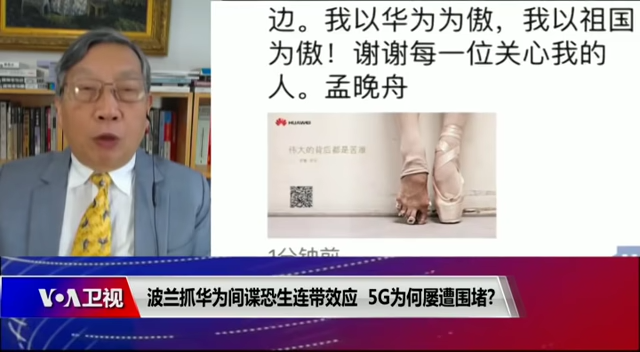 边。我以华为为傲，我以祖国
为傲！谢谢每一位关心我的
人。孟晚舟
HUAWEI
伟大的背后都是苦难
1分钟前
VOA卫视
波兰抓华为间谍恐生连带效应 5G为何屡遭围堵?